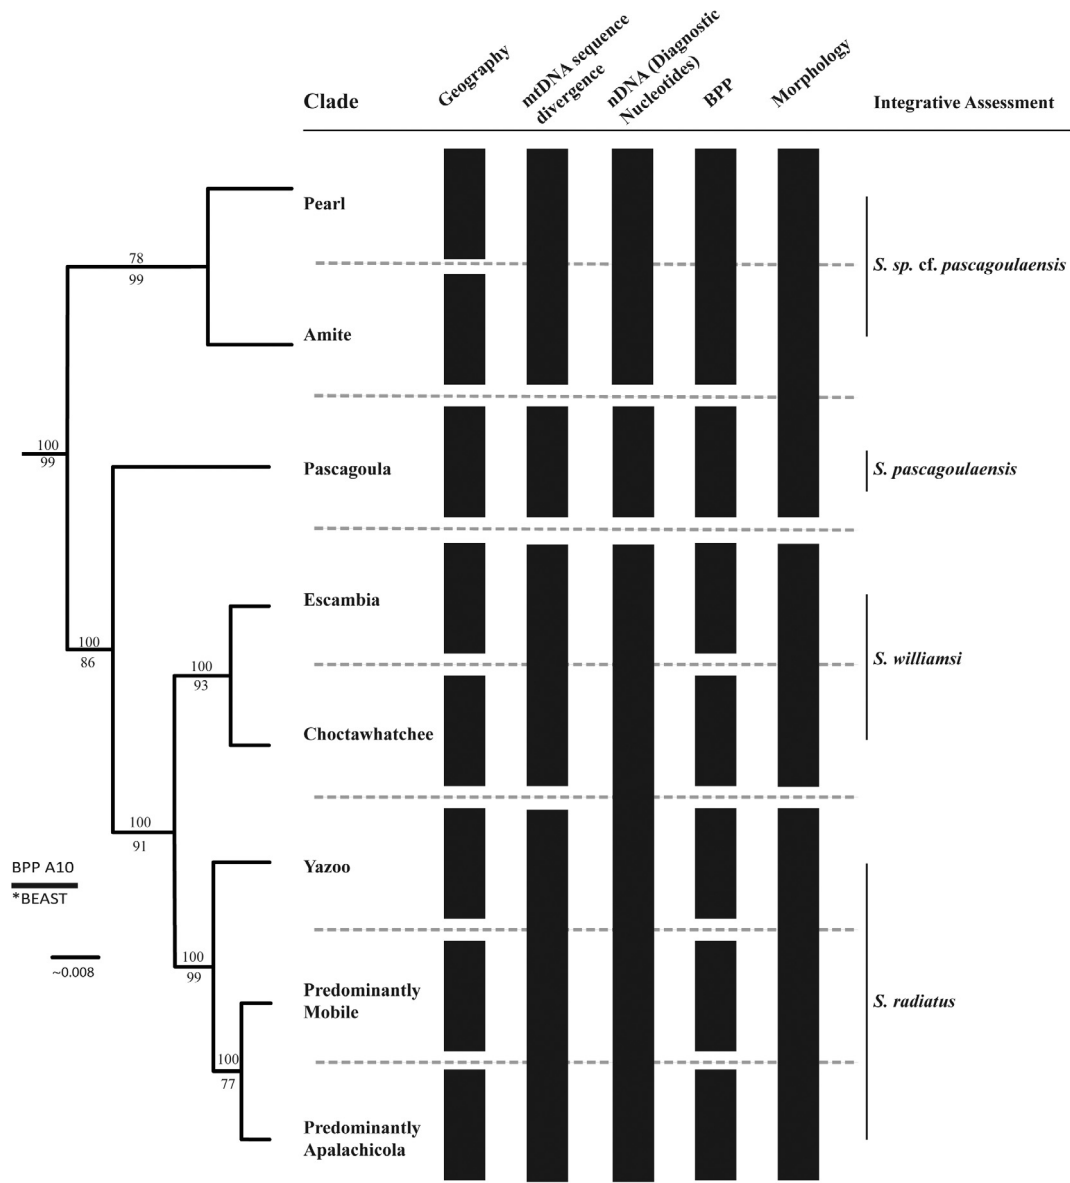 Clade
Geography
mtDNA sequence
divergence
nDNA (Diagnostic
Nucleotides)
BPP
Morphology
Integrative Assessment
Pearl
78
99
S. sp. cf. pascagoulaensis
Amite
100
99
Pascagoula
S. pascagoulaensis
Escambia
100
86
100
93
S. williamsi
Choctawhatchee
100
91
BPP A10
*BEAST
Yazoo
~0.008
100
99
Predominantly
Mobile
S. radiatus
100
77
Predominantly
Apalachicola